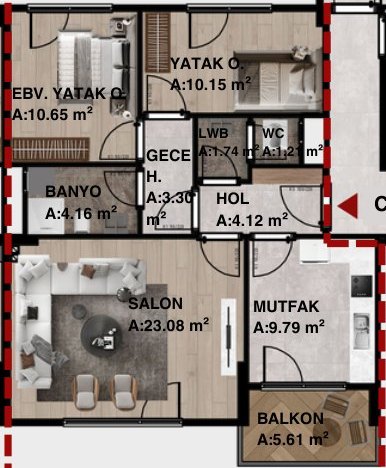 YATAK O.
A:10.15 m²
EBV. YATAK O.
A:10.65 m²
LWB
A:1.74 m²
WC
A:1.21 m²
GECE
H.
A:3.30
m²
BANYO
A:4.16 m²
HOL
A:4.12 m²
C
SALON
A:23.08 m²
MUTFAK
A:9.79 m²
BALKON
A:5.61 m²